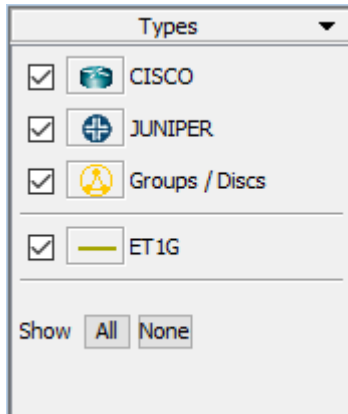 Types
CISCO
JUNIPER
Groups / Discs
ET1G
Show All None